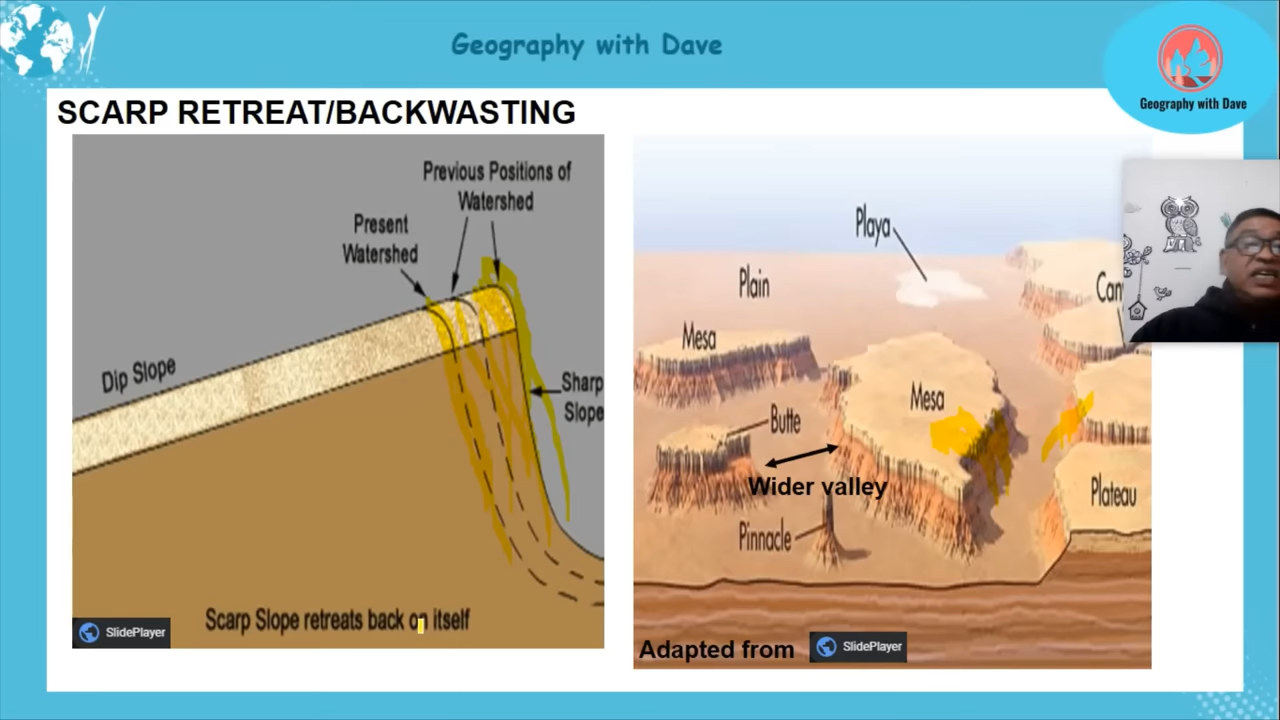 Geography with Dave
Geography with Dave
SCARP RETREAT/BACKWASTING
Previous Positions of
Watershed
Present
Watershed
Dip Slope
Sharp
Slope
Scarp Slope retreats back on itself
SlidePlayer
Playa
Plain
Mesa
Mesa
Butte
Wider valley
Pinnacle
Plateau
Adapted from
SlidePlayer